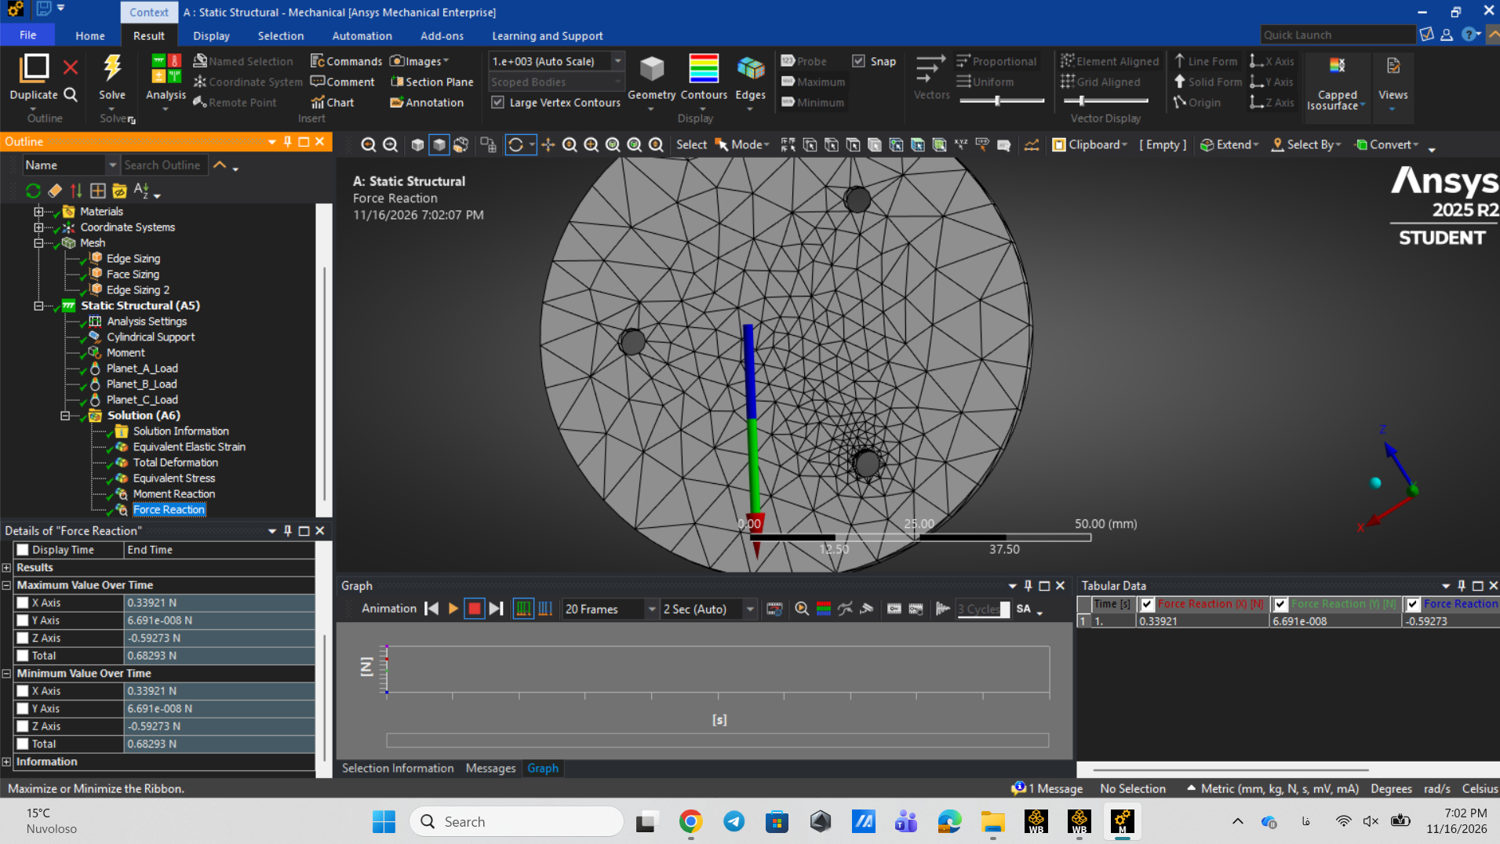 Context
A : Static Structural - Mechanical [Ansys Mechanical Enterprise]
File
Home
Result
Display
Selection
Automation
Add-ons
Learning and Support
Quick Launch
Duplicate
Outline
Solve
Solve
Analysis
Named Selection
Coordinate System
Remote Point
Commands
Comment
Chart
Images
Section Plane
Annotation
Insert
1.e+003 (Auto Scale)
Scoped Bodies
Large Vertex Contours
Geometry
Contours
Edges
Probe
Maximum
Minimum
Snap
Display
Vectors
Proportional
Uniform
Element Aligned
Grid Aligned
Line Form
Solid Form
Origin
X Axis
Y Axis
Z Axis
Vector Display
Capped
Isosurface
Views
Outline
Name
Search Outline
Select
Mode
Clipboard
[ Empty ]
Extend
Select By
Convert
Materials
Coordinate Systems
Mesh
Edge Sizing
Face Sizing
Edge Sizing 2
Static Structural (A5)
Analysis Settings
Cylindrical Support
Moment
Planet_A_Load
Planet_B_Load
Planet_C_Load
Solution (A6)
Solution Information
Equivalent Elastic Strain
Total Deformation
Equivalent Stress
Moment Reaction
Force Reaction
A: Static Structural
Force Reaction
11/16/2026 7:02:07 PM
Ansys
2025 R2
STUDENT
Z
X
0.00
25.00
50.00 (mm)
12.50
37.50
Details of "Force Reaction"
Display Time
End Time
Results
Maximum Value Over Time
X Axis
0.33921 N
Y Axis
6.691e-008 N
Z Axis
-0.59273 N
Total
0.68293 N
Minimum Value Over Time
X Axis
0.33921 N
Y Axis
6.691e-008 N
Z Axis
-0.59273 N
Total
0.68293 N
Information
Graph
Animation
20 Frames
2 Sec (Auto)
3 Cycles
SA
[N]
[s]
Selection Information
Messages
Graph
Tabular Data
Time [s]
Force Reaction (X) [N]
Force Reaction (Y) [N]
Force Reaction
1
1.
0.33921
6.691e-008
-0.59273
Maximize or Minimize the Ribbon.
1 Message
No Selection
Metric (mm, kg, N, s, mV, mA)
Degrees
rad/s
Celsius
15°C
Nuvoloso
Search
WB
WB
M
فا
7:02 PM
11/16/2026